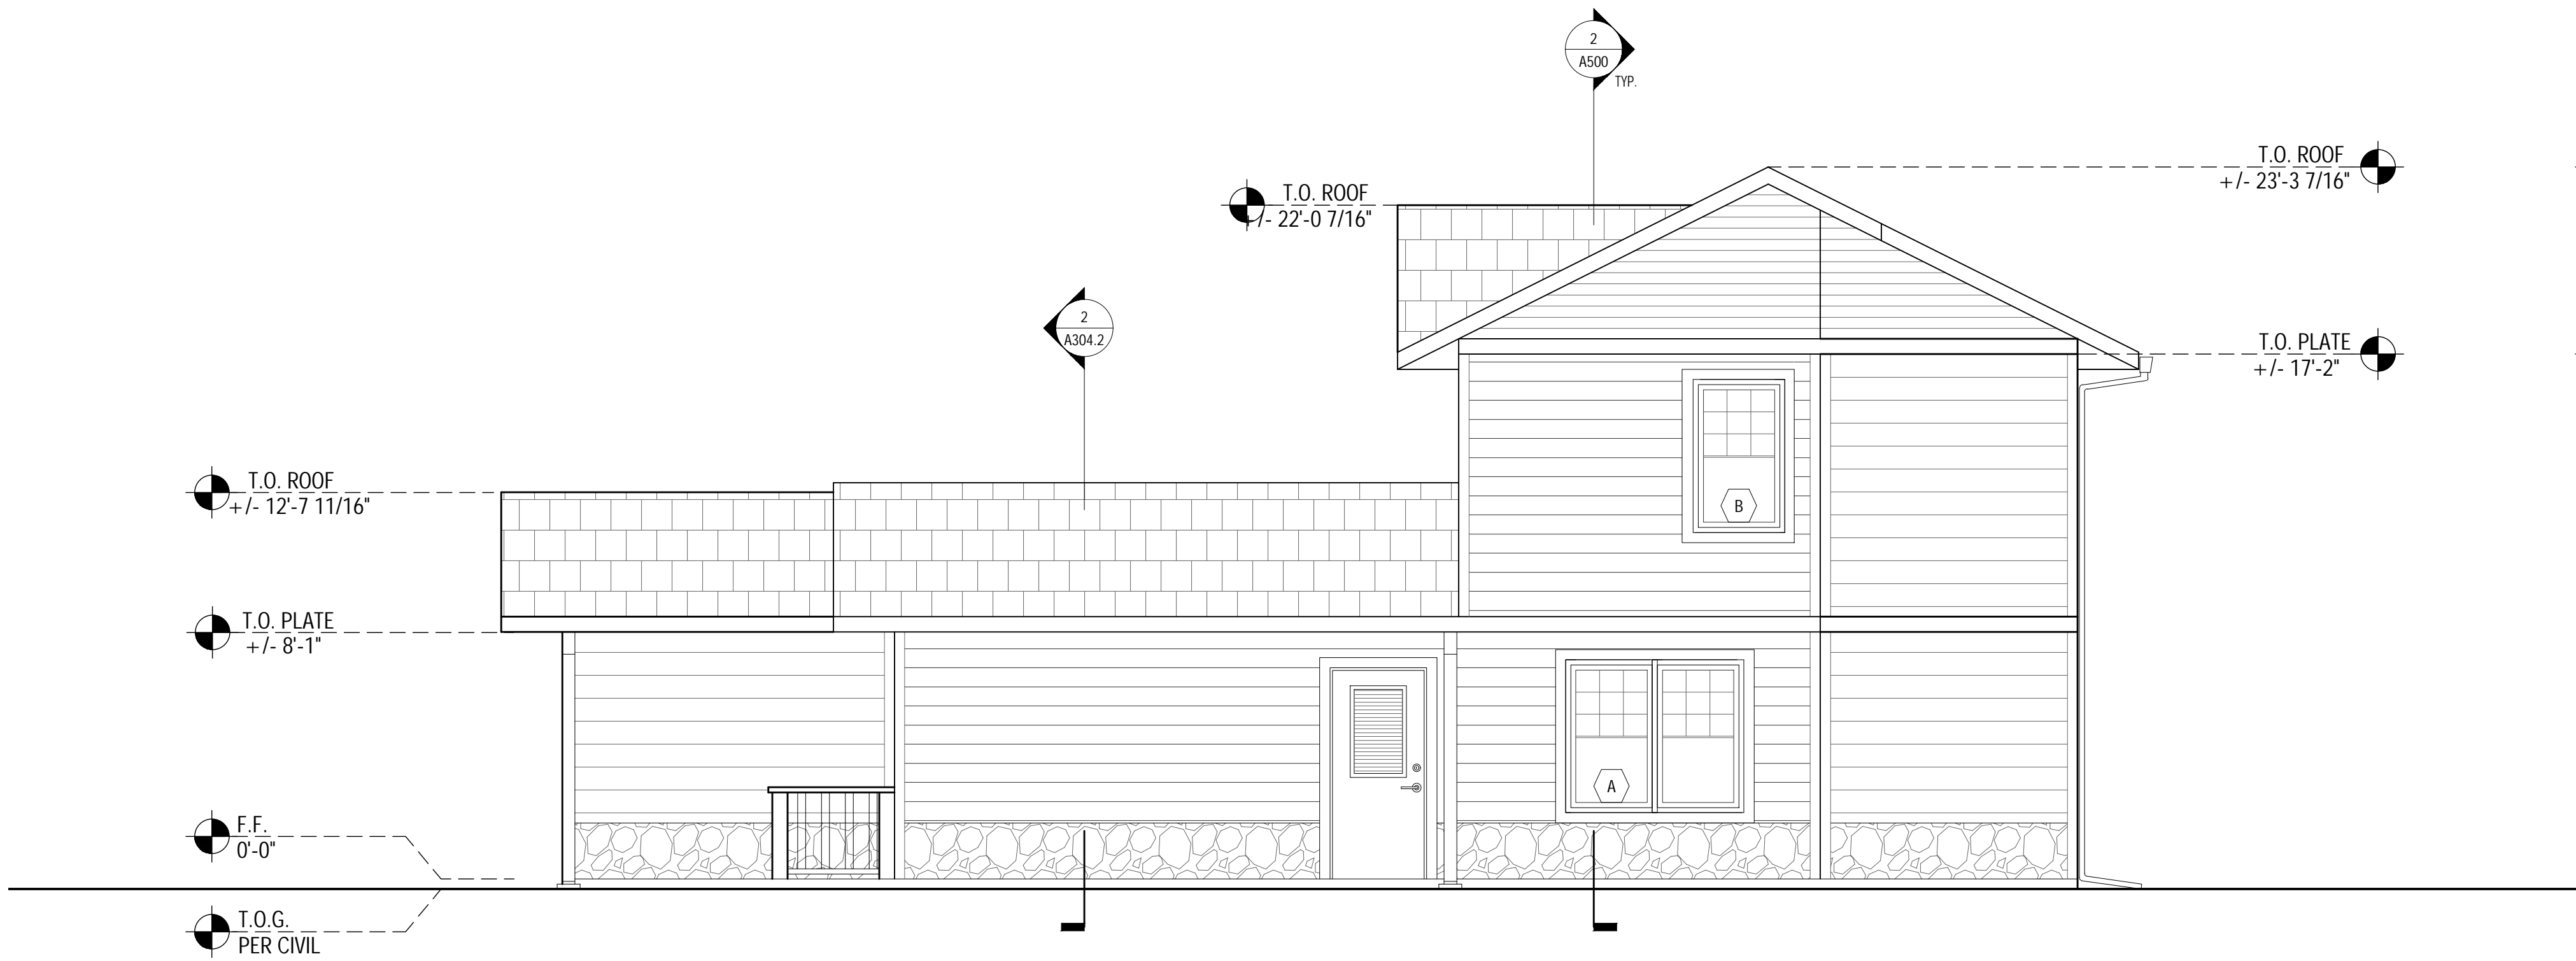 2
A500
TYP.
T.O. ROOF
+/- 23'-3 7/16"
T.O. ROOF
+/- 22'-0 7/16"
2
A304.2
T.O. PLATE
+/- 17'-2"
T.O. ROOF
+/- 12'-7 11/16"
B
T.O. PLATE
+/- 8'-1"
A
F.F.
0'-0"
T.O.G.
PER CIVIL